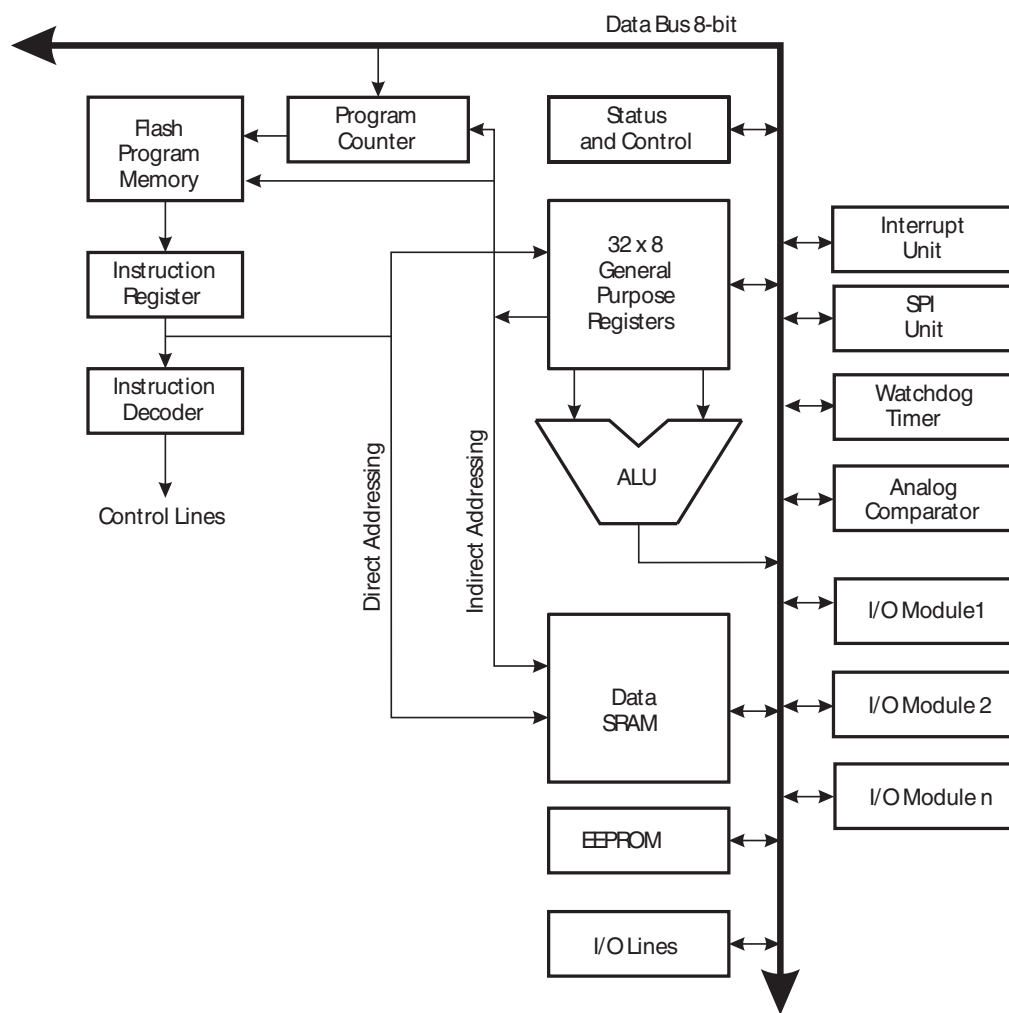 Data Bus 8-bit
Flash
Program
Memory
Program
Counter
Status
and Control
Instruction
Register
32 x 8
General
Purpose
Registers
Interrupt
Unit
SPI
Unit
Instruction
Decoder
Watchdog
Timer
Control Lines
Direct Addressing
Indirect Addressing
ALU
Analog
Comparator
I/O Module1
Data
SRAM
I/O Module 2
I/O Module n
EEPROM
I/O Lines